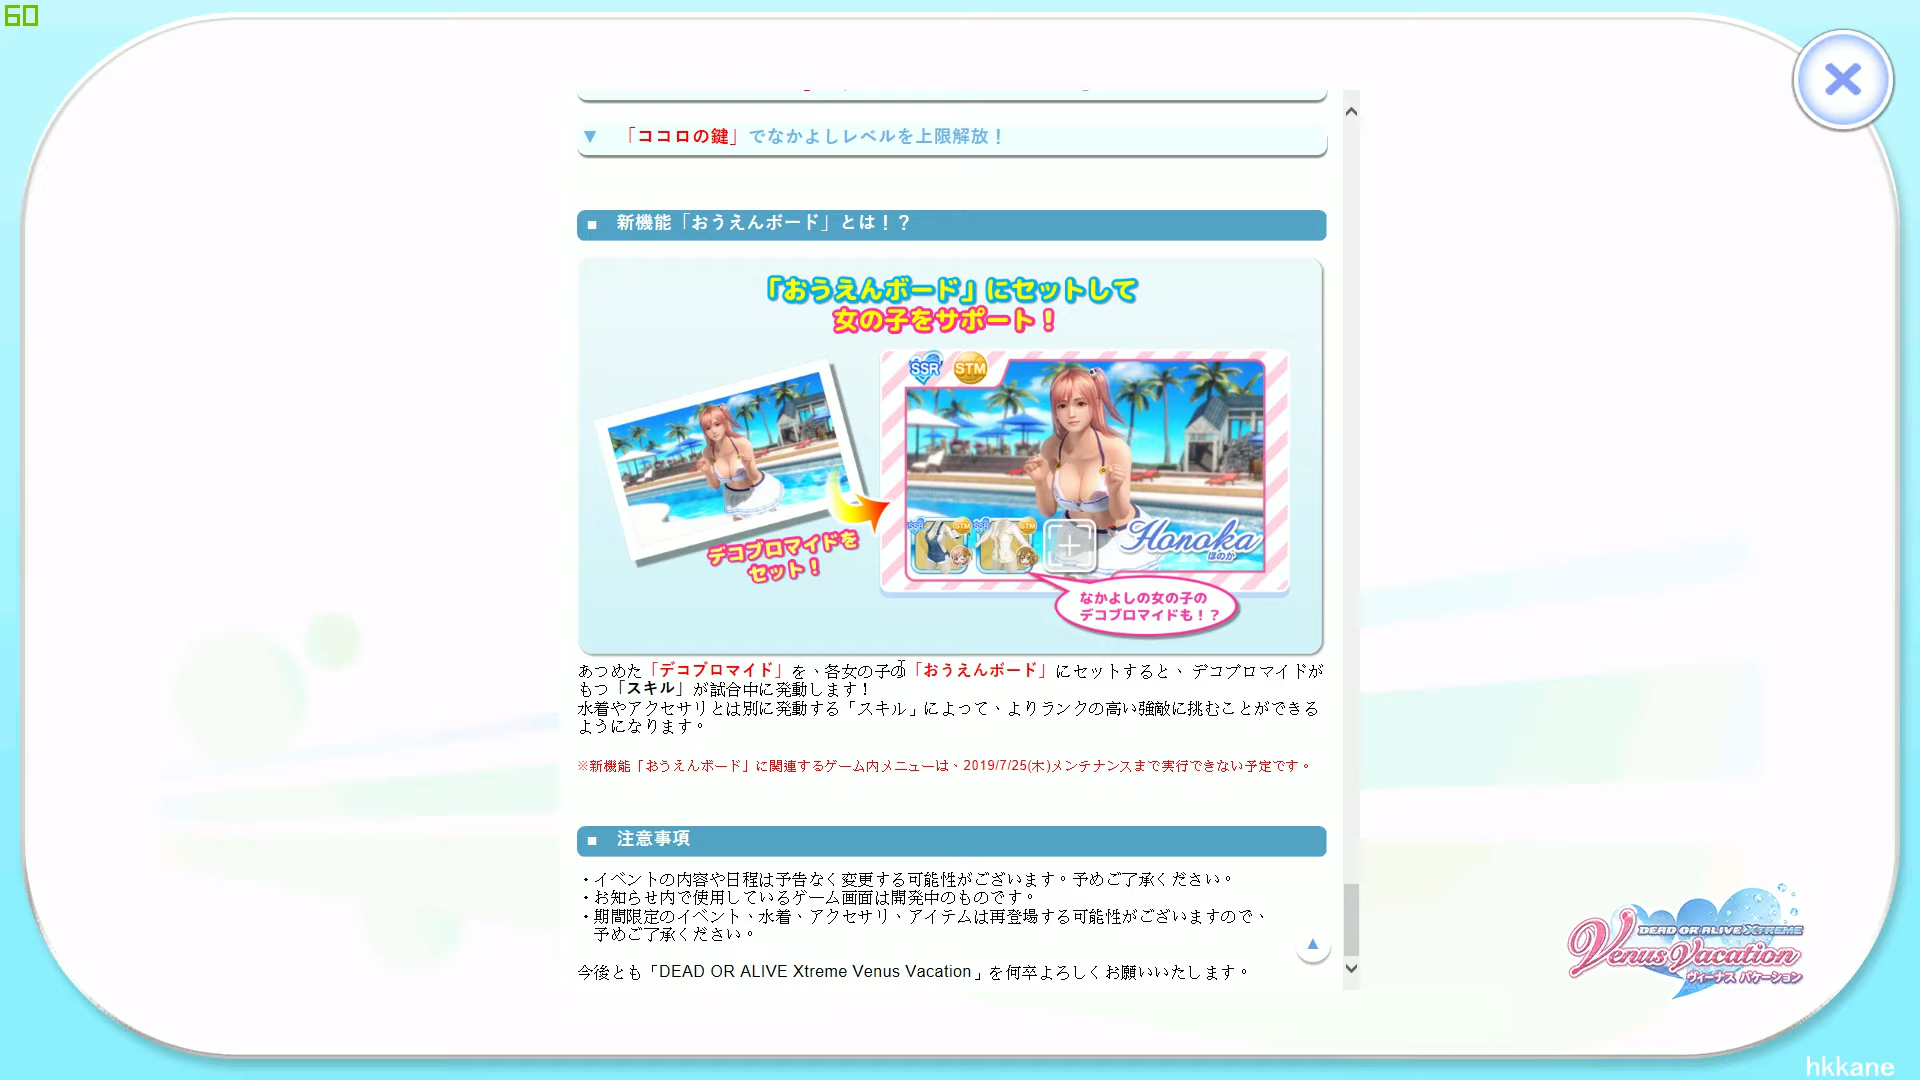 60
▼ 「ココロの鍵」でなかよしレベルを上限解放！
■ 新機能「おうえんボード」とは！？
「おうえんボード」にセットして
女の子をサポート！
SSR STM
デコブロマイドを
セット！
SSR STM SSR STM
Honoka
ほのか
なかよしの女の子の
デコブロマイドも！？
あつめた「デコブロマイド」を、各女の子の「おうえんボード」にセットすると、デコブロマイドが
もつ「スキル」が試合中に発動します！
水着やアクセサリとは別に発動する「スキル」によって、よりランクの高い強敵に挑むことができる
ようになります。
※新機能「おうえんボード」に関連するゲーム内メニューは、2019/7/25(木)メンテナンスまで実行できない予定です。
■ 注意事項
・イベントの内容や日程は予告なく変更する可能性がございます。予めご了承ください。
・お知らせ内で使用しているゲーム画面は開発中のものです。
・期間限定のイベント、水着、アクセサリ、アイテムは再登場する可能性がございますので、
予めご了承ください。
今後とも「DEAD OR ALIVE Xtreme Venus Vacation」を何卒よろしくお願いいたします。
DEAD OR ALIVE XTREME
Venus Vacation
ヴィーナス バケーション
hkkane